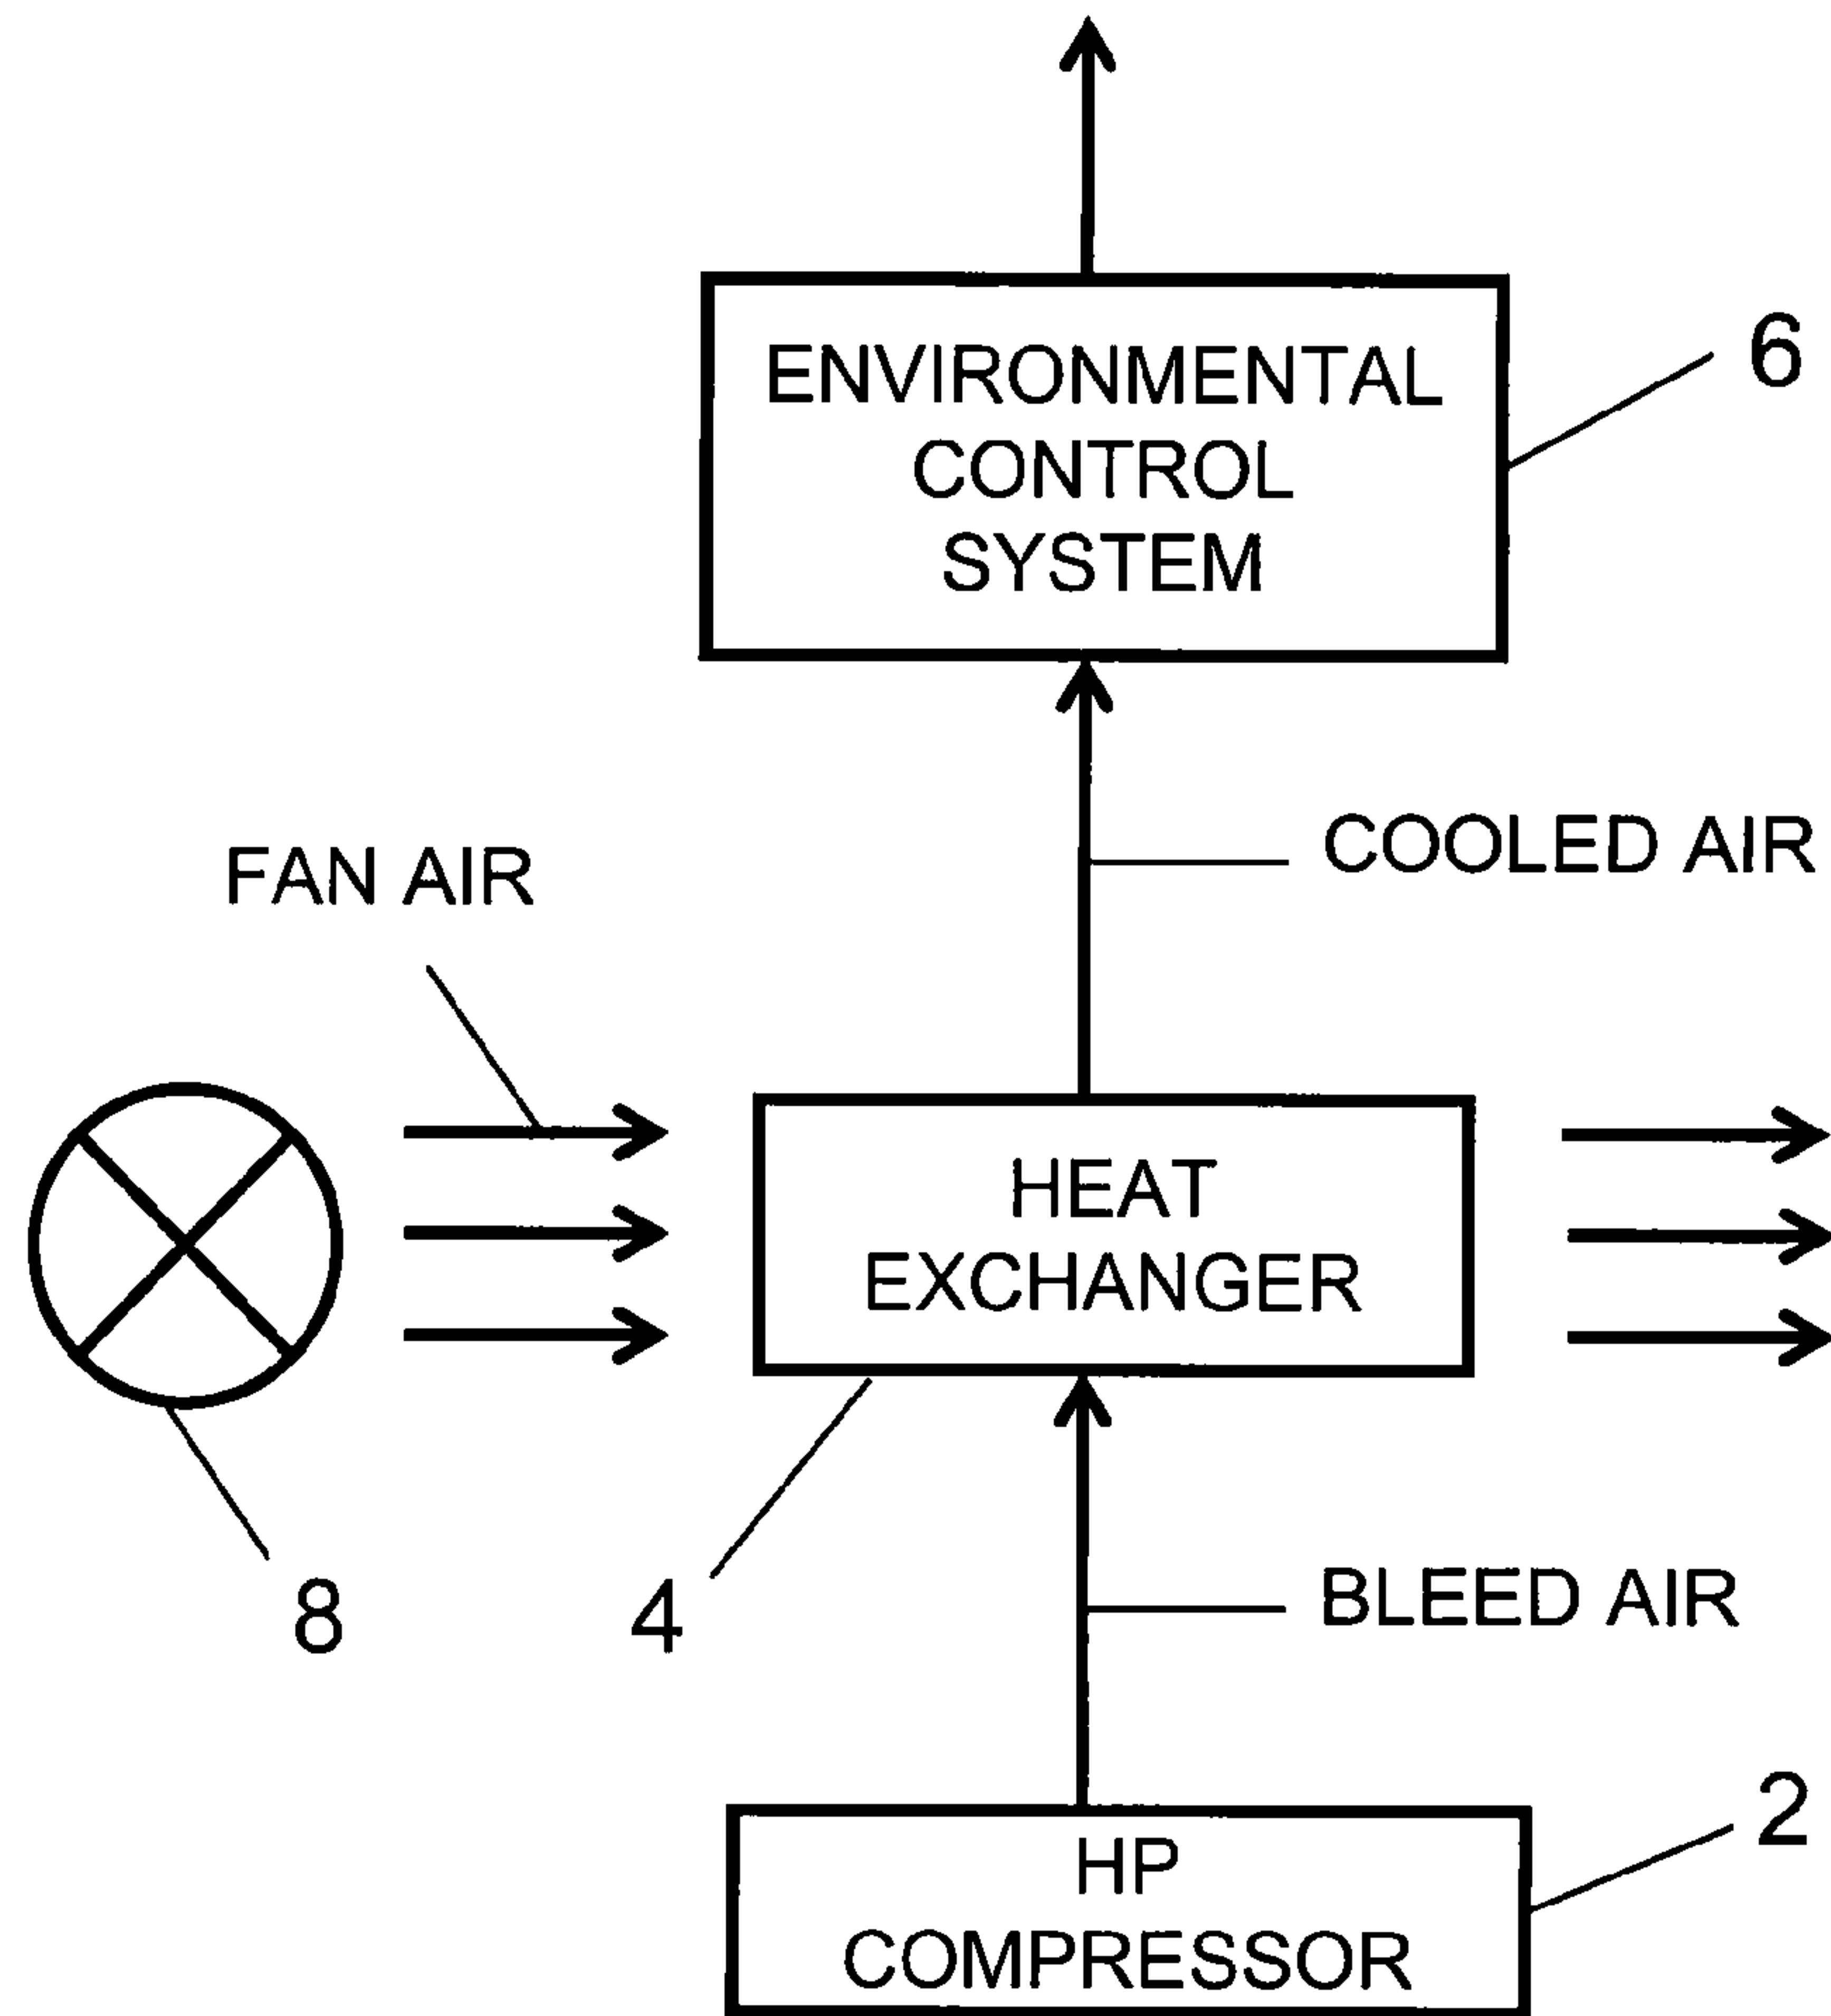 ENVIRONMENTAL
CONTROL
SYSTEM
6
COOLED AIR
FAN AIR
HEAT
EXCHANGER
8
4
BLEED AIR
2
HP
COMPRESSOR